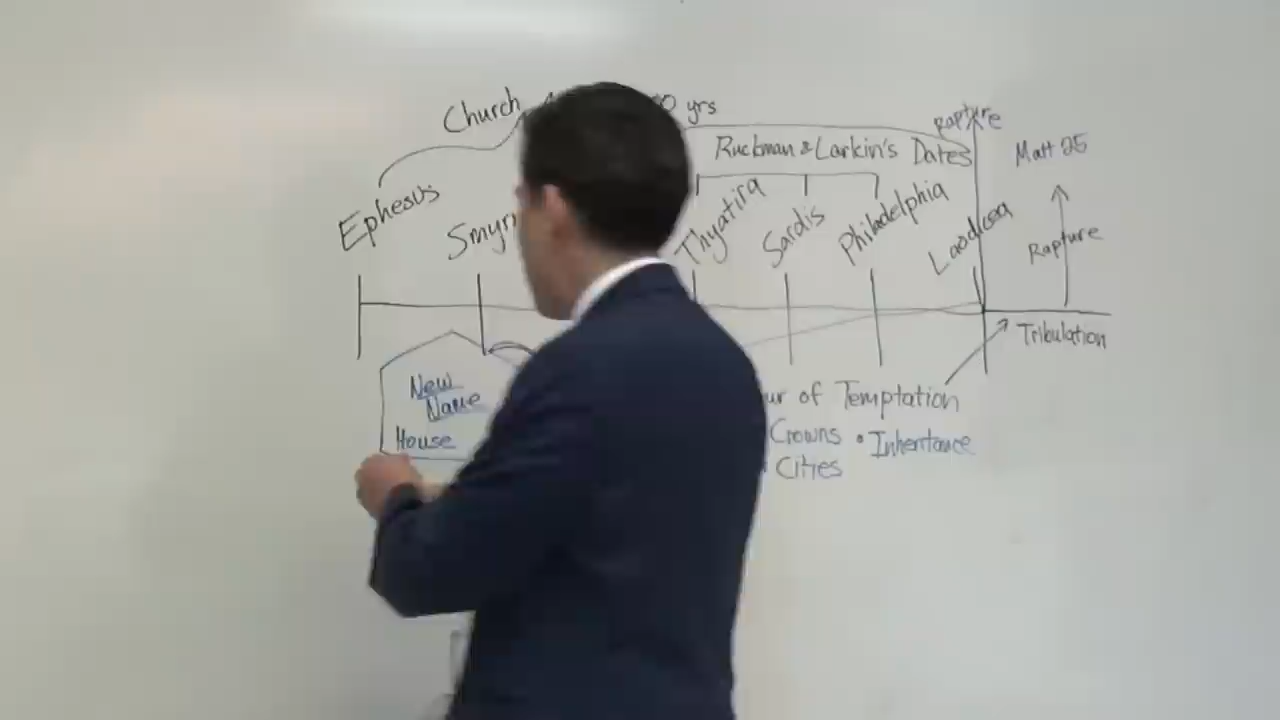 Church yrs
Rapture
Ruckman & Larkin's Dates
Matt 25
Ephesus
Thyatira
Sardis
Philadelphia
Laodicea
Rapture
Tribulation
New
Name
House
of Temptation
Crowns • Inheritance
Cities